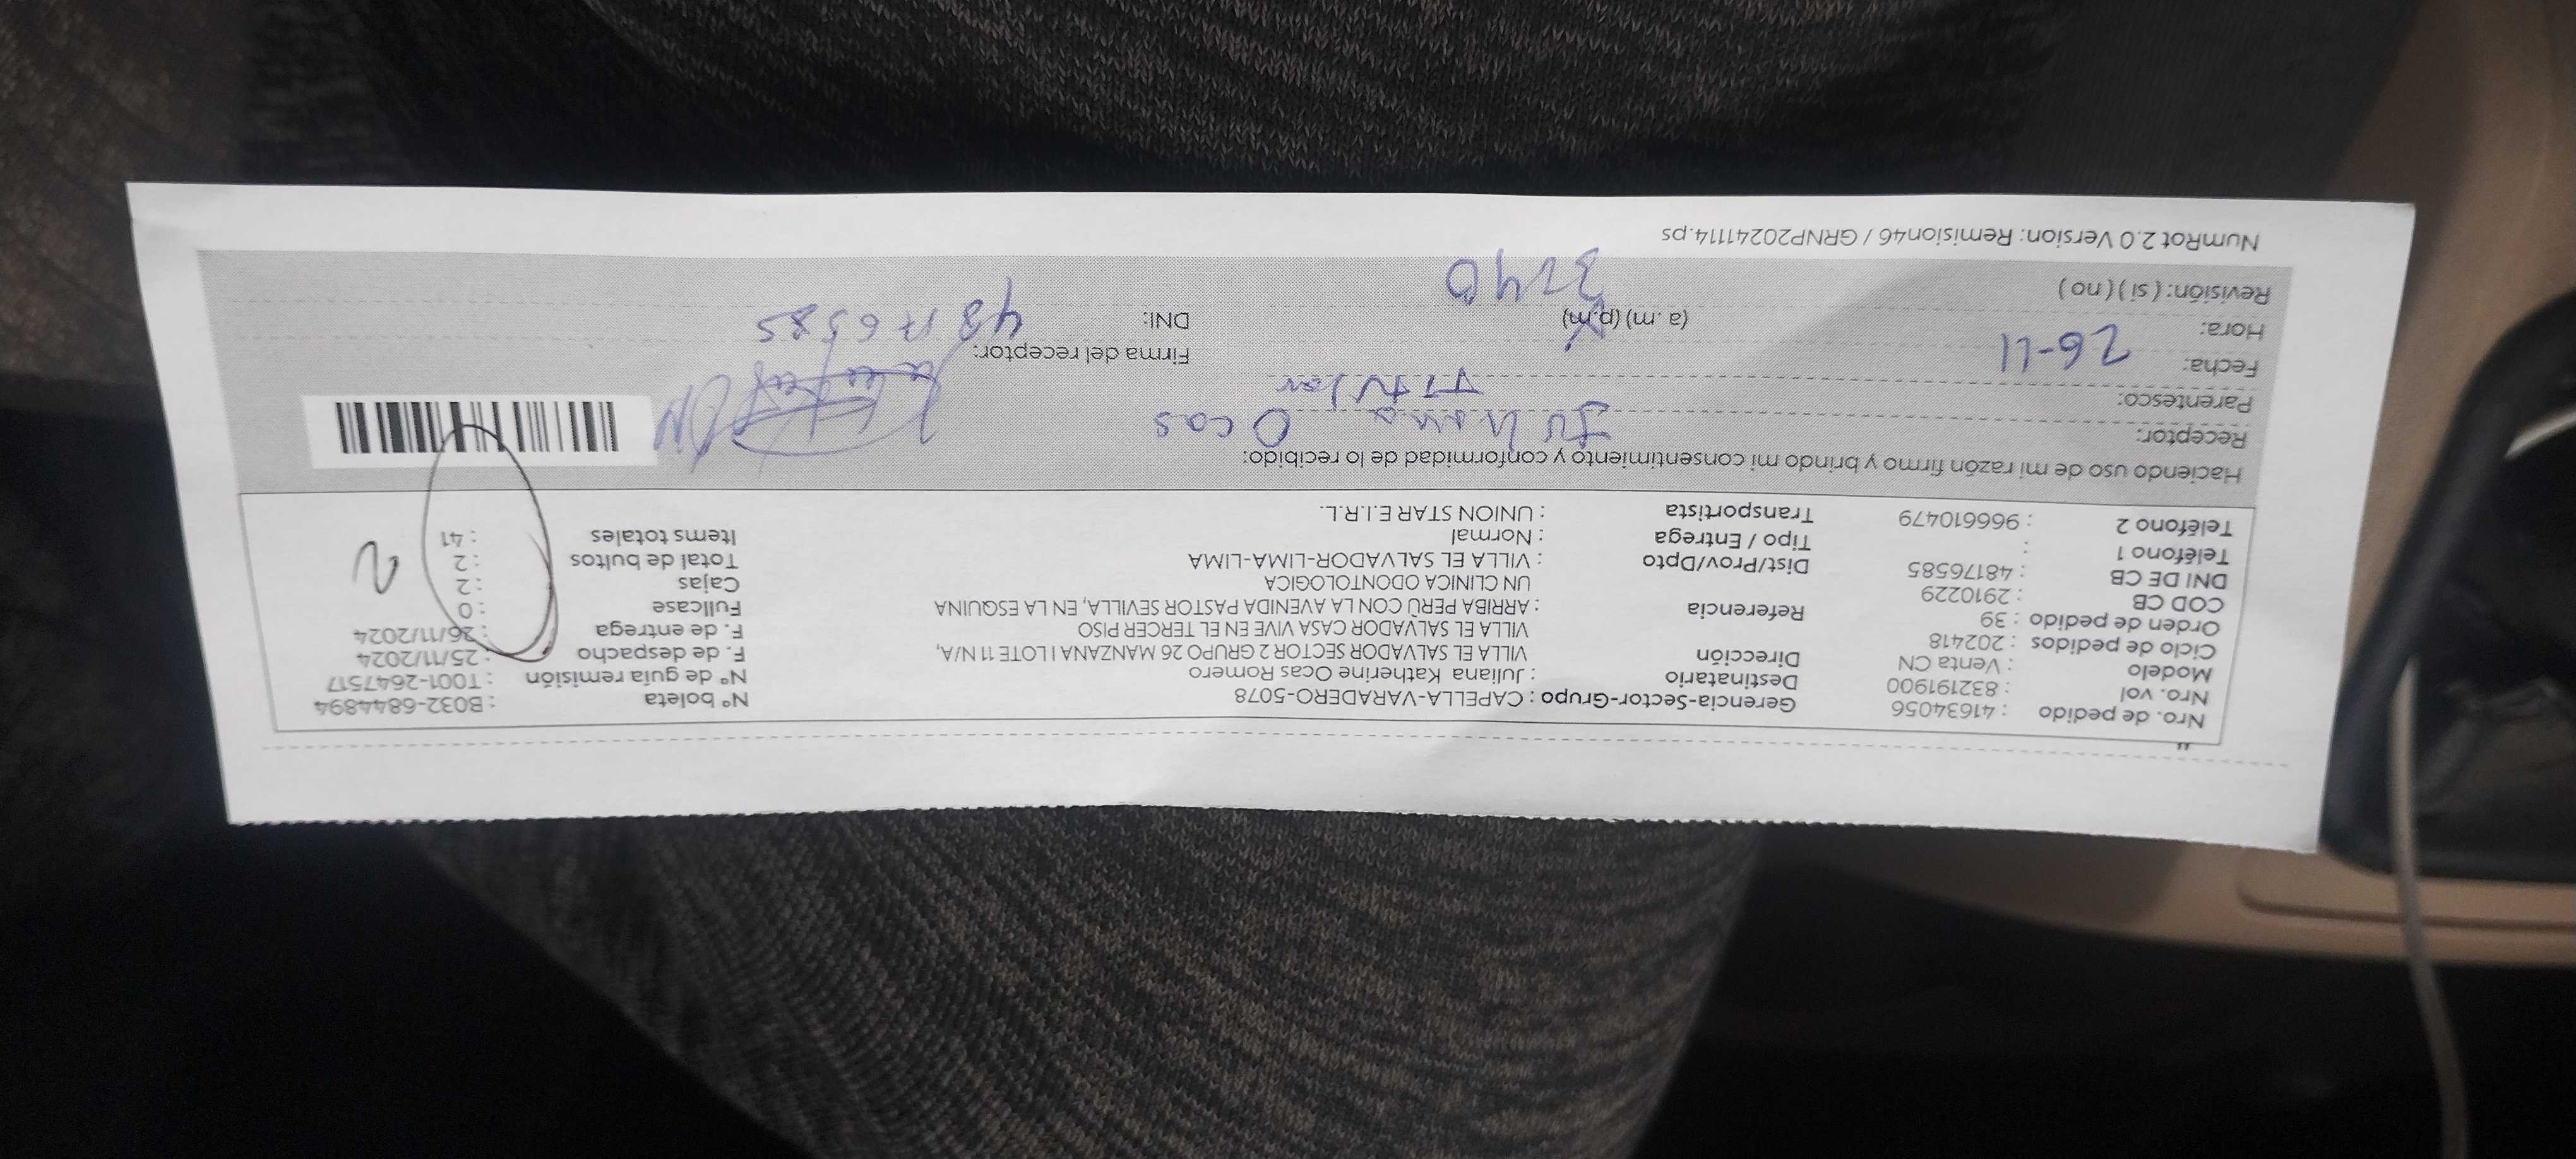 Nro. de pedido : 41634056 Gerencia-Sector-Grupo : CAPELLA-VARADERO-5078 N° boleta : B032-6844894
Nro. vol : 832191900 Destinatario : Juliana Katherine Ocas Romero N° de guía remisión : T001-2647517
Modelo : Venta CN Dirección VILLA EL SALVADOR SECTOR 2 GRUPO 26 MANZANA I LOTE 11 N/A, F. de despacho : 25/11/2024
Ciclo de pedidos : 202418 VILLA EL SALVADOR CASA VIVE EN EL TERCER PISO F. de entrega : 26/11/2024
Orden de pedido : 39 Referencia : ARRIBA PERÚ CON LA AVENIDA PASTOR SEVILLA, EN LA ESQUINA Fullcase : 0
COD CB : 2910229 UN CLINICA ODONTOLOGICA Cajas : 2
DNI DE CB : 48176585 Dist/Prov/Dpto : VILLA EL SALVADOR-LIMA-LIMA Total de bultos : 2
Teléfono 1 : Tipo / Entrega : Normal Items totales : 41
Teléfono 2 : 966610479 Transportista : UNION STAR E.I.R.L.
2
Haciendo uso de mi razón firmo y brindo mi consentimiento y conformidad de lo recibido:
Receptor: Juliana Ocas
Parentesco: Titular
Fecha: 26-11 Firma del receptor:
Hora: (a.m) (p.m) DNI: 48176585
Revisión: ( si ) ( no ) 3240
NumRot 2.0 Version: Remision46 / GRNP20241114.ps